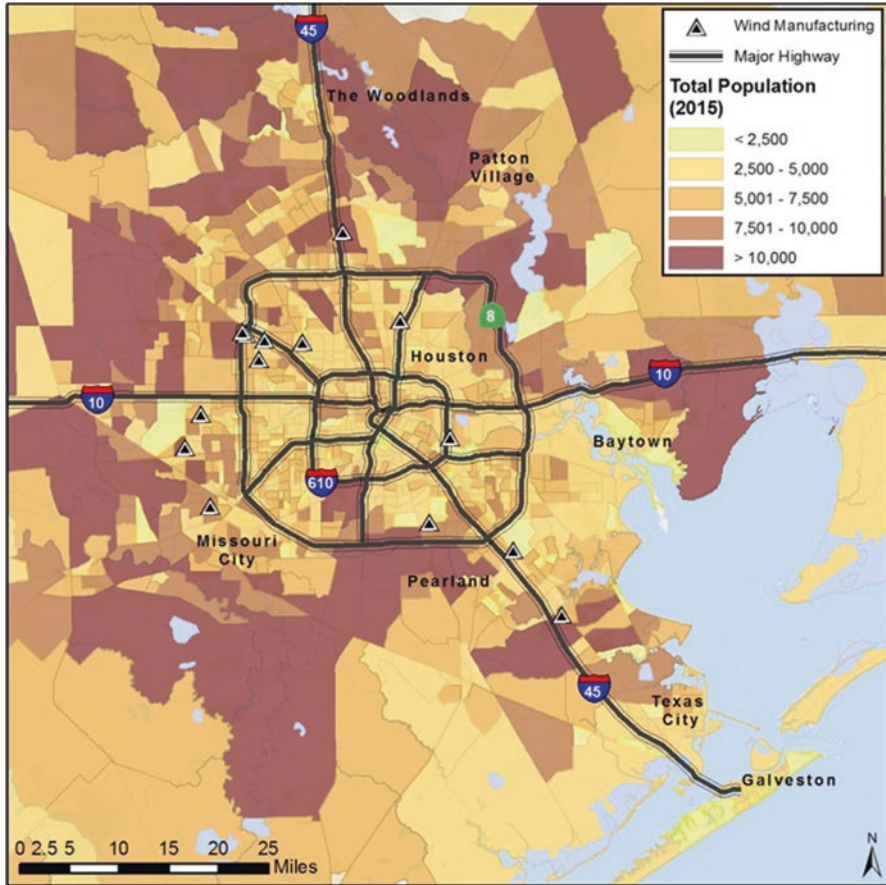 45
The Woodlands
Patton
Village
Wind Manufacturing
Major Highway
Total Population
(2015)
< 2,500
2,500 - 5,000
5,001 - 7,500
7,501 - 10,000
> 10,000
8
Houston
10
10
Baytown
610
Missouri
City
Pearland
45
Texas
City
Galveston
0 2.5 5 10 15 20 25
Miles
N